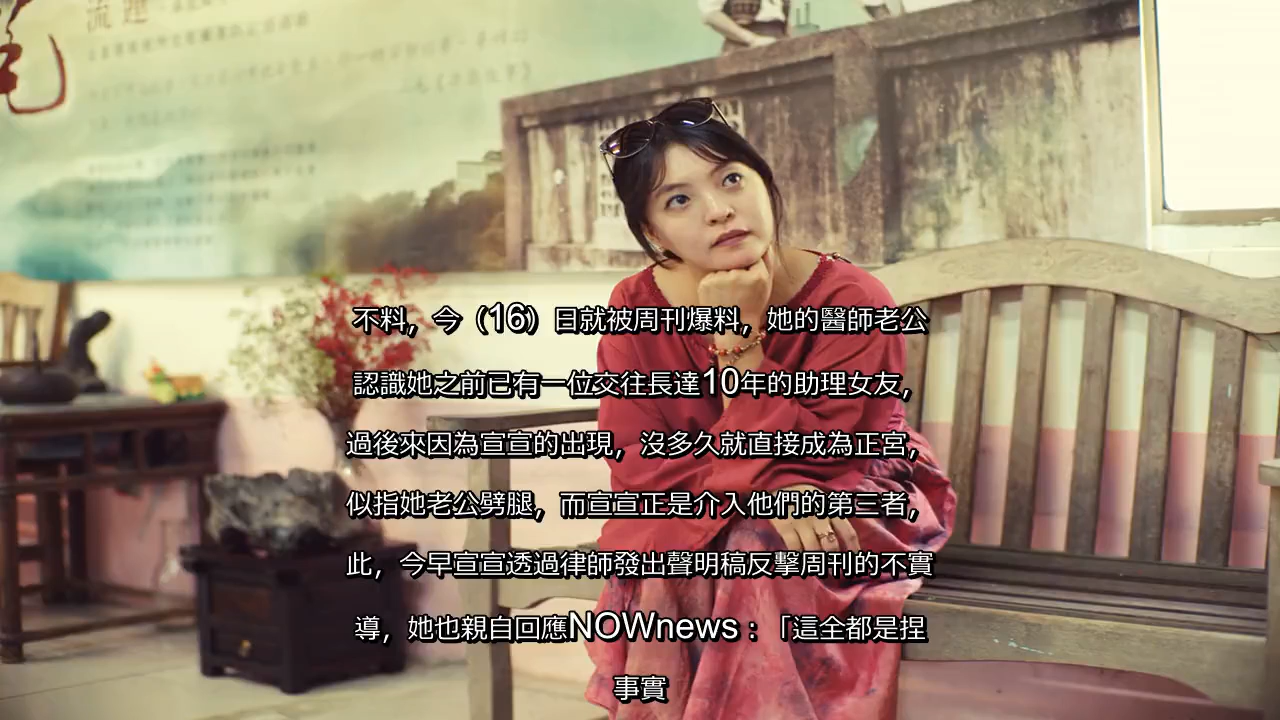 流連
不料，今（16）日就被周刊爆料，她的醫師老公
認識她之前已有一位交往長達10年的助理女友，
過後來因為宣宣的出現，沒多久就直接成為正宮，
似指她老公劈腿，而宣宣正是介入他們的第三者，
此，今早宣宣透過律師發出聲明稿反擊周刊的不實
導，她也親自回應NOWnews：「這全都是捏
事實